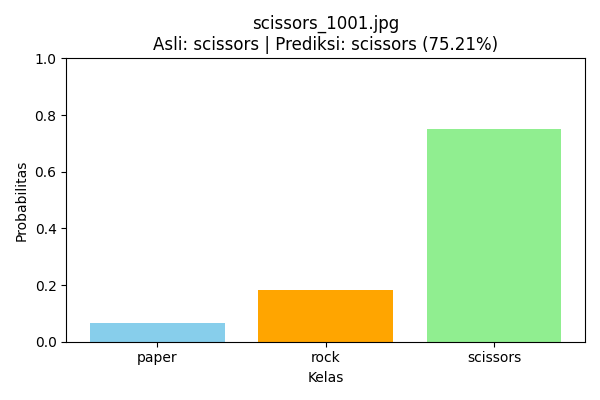 scissors_1001.jpg
Asli: scissors | Prediksi: scissors (75.21%)
1.0
0.8
0.6
0.4
0.2
0.0
Probabilitas
paper rock scissors
Kelas